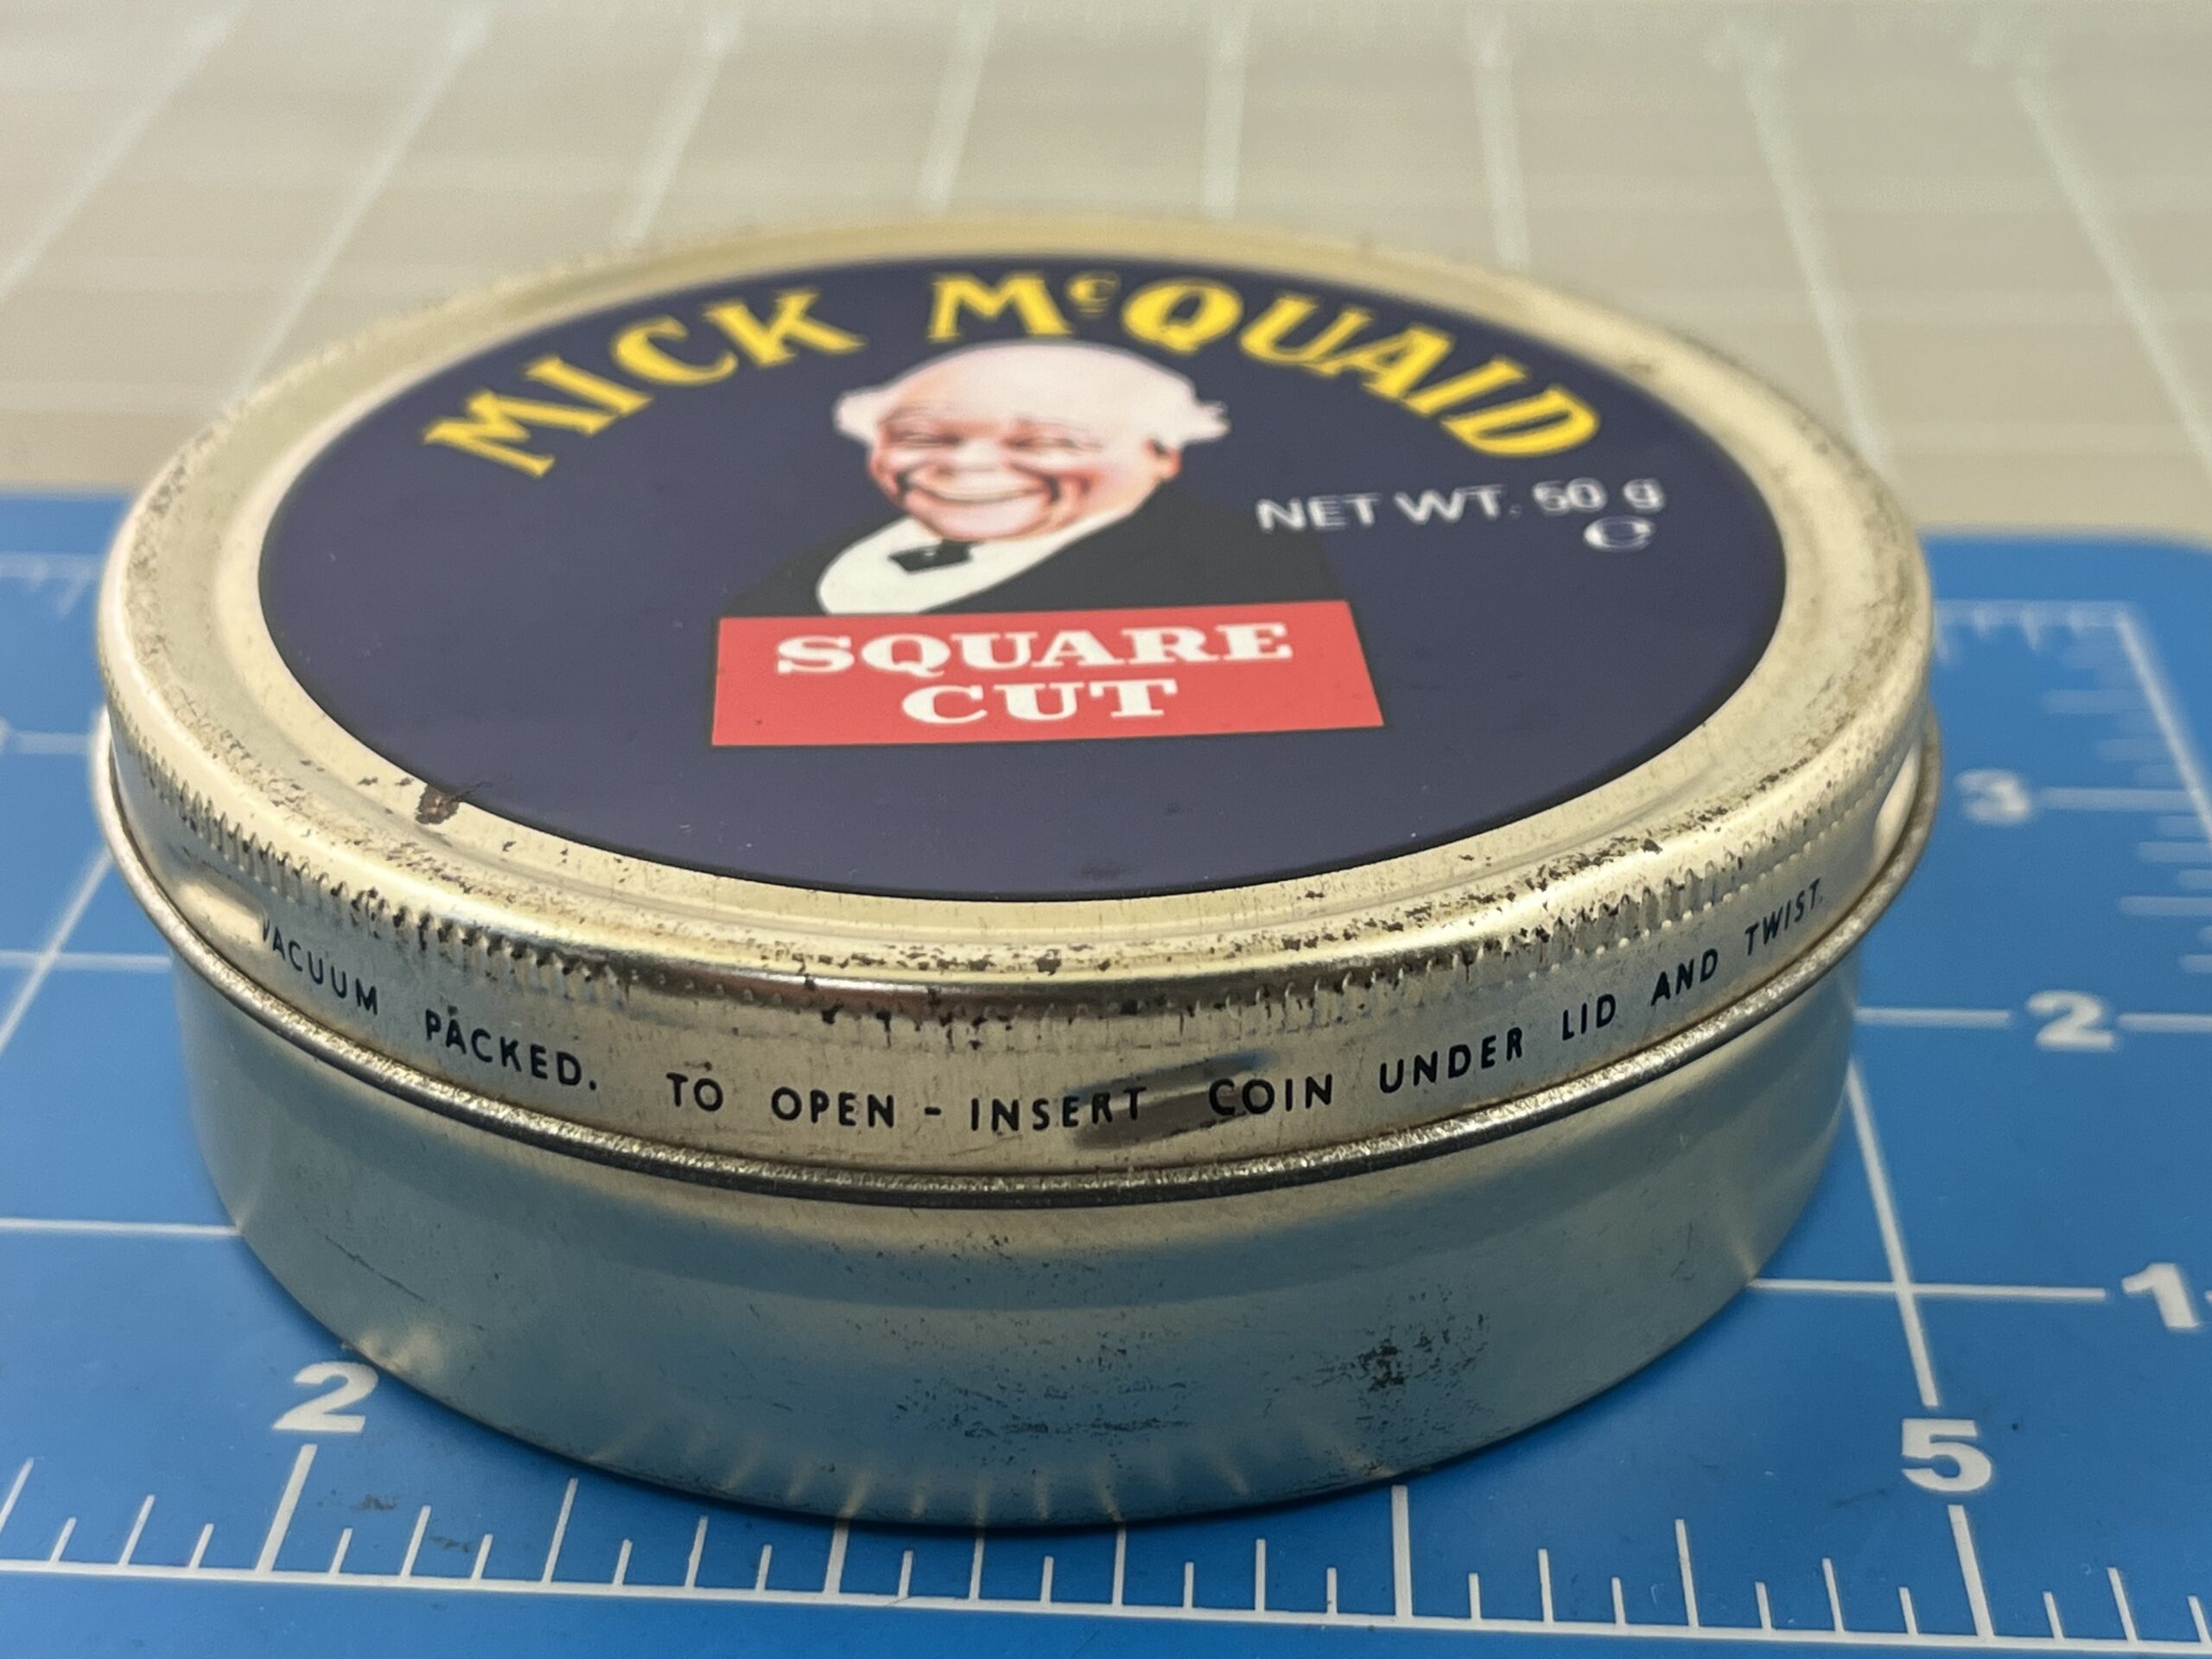 MICK McQUAID
NET WT. 50 g
e
SQUARE
CUT
VACUUM PACKED. TO OPEN - INSERT COIN UNDER LID AND TWIST.
3
2
1
2
5